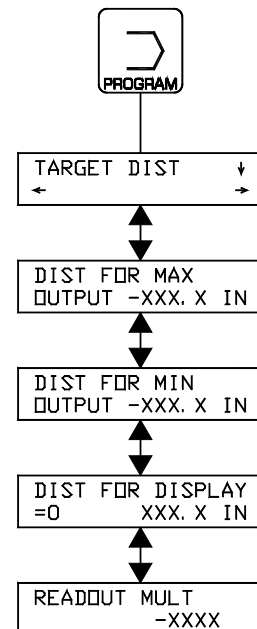 PROGRAM
TARGET DIST ↓
← →
DIST FOR MAX
OUTPUT -XXX.X IN
DIST FOR MIN
OUTPUT -XXX.X IN
DIST FOR DISPLAY
=0 XXX.X IN
READOUT MULT
-XXXX